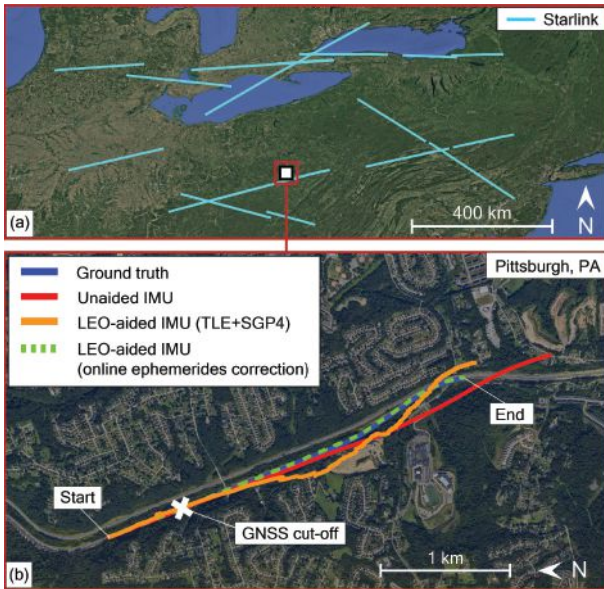 Starlink
400 km
N
(a)
Ground truth
Unaided IMU
LEO-aided IMU (TLE+SGP4)
LEO-aided IMU
(online ephemerides correction)
Pittsburgh, PA
End
Start
GNSS cut-off
1 km
N
(b)